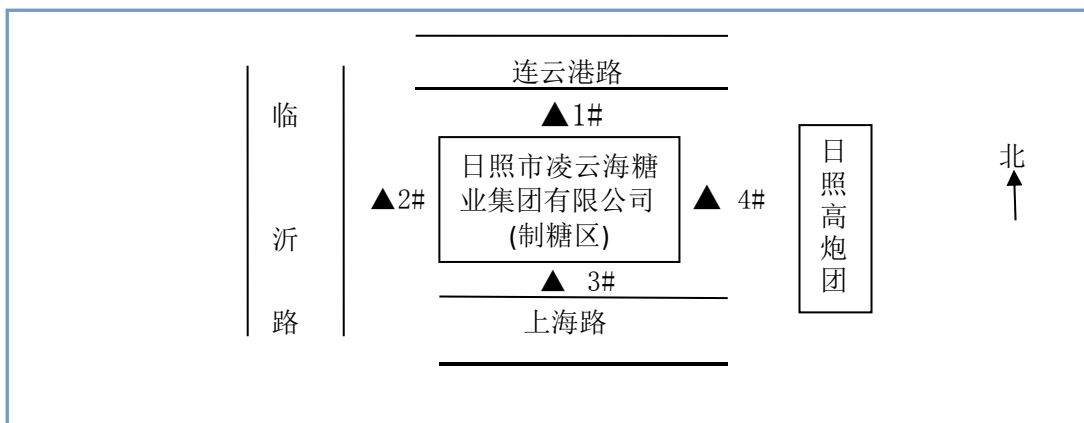 连云港路
临沂路
▲1#
日照市凌云海糖
业集团有限公司
(制糖区)
▲2#
▲ 4#
▲ 3#
上海路
日照高炮团
北